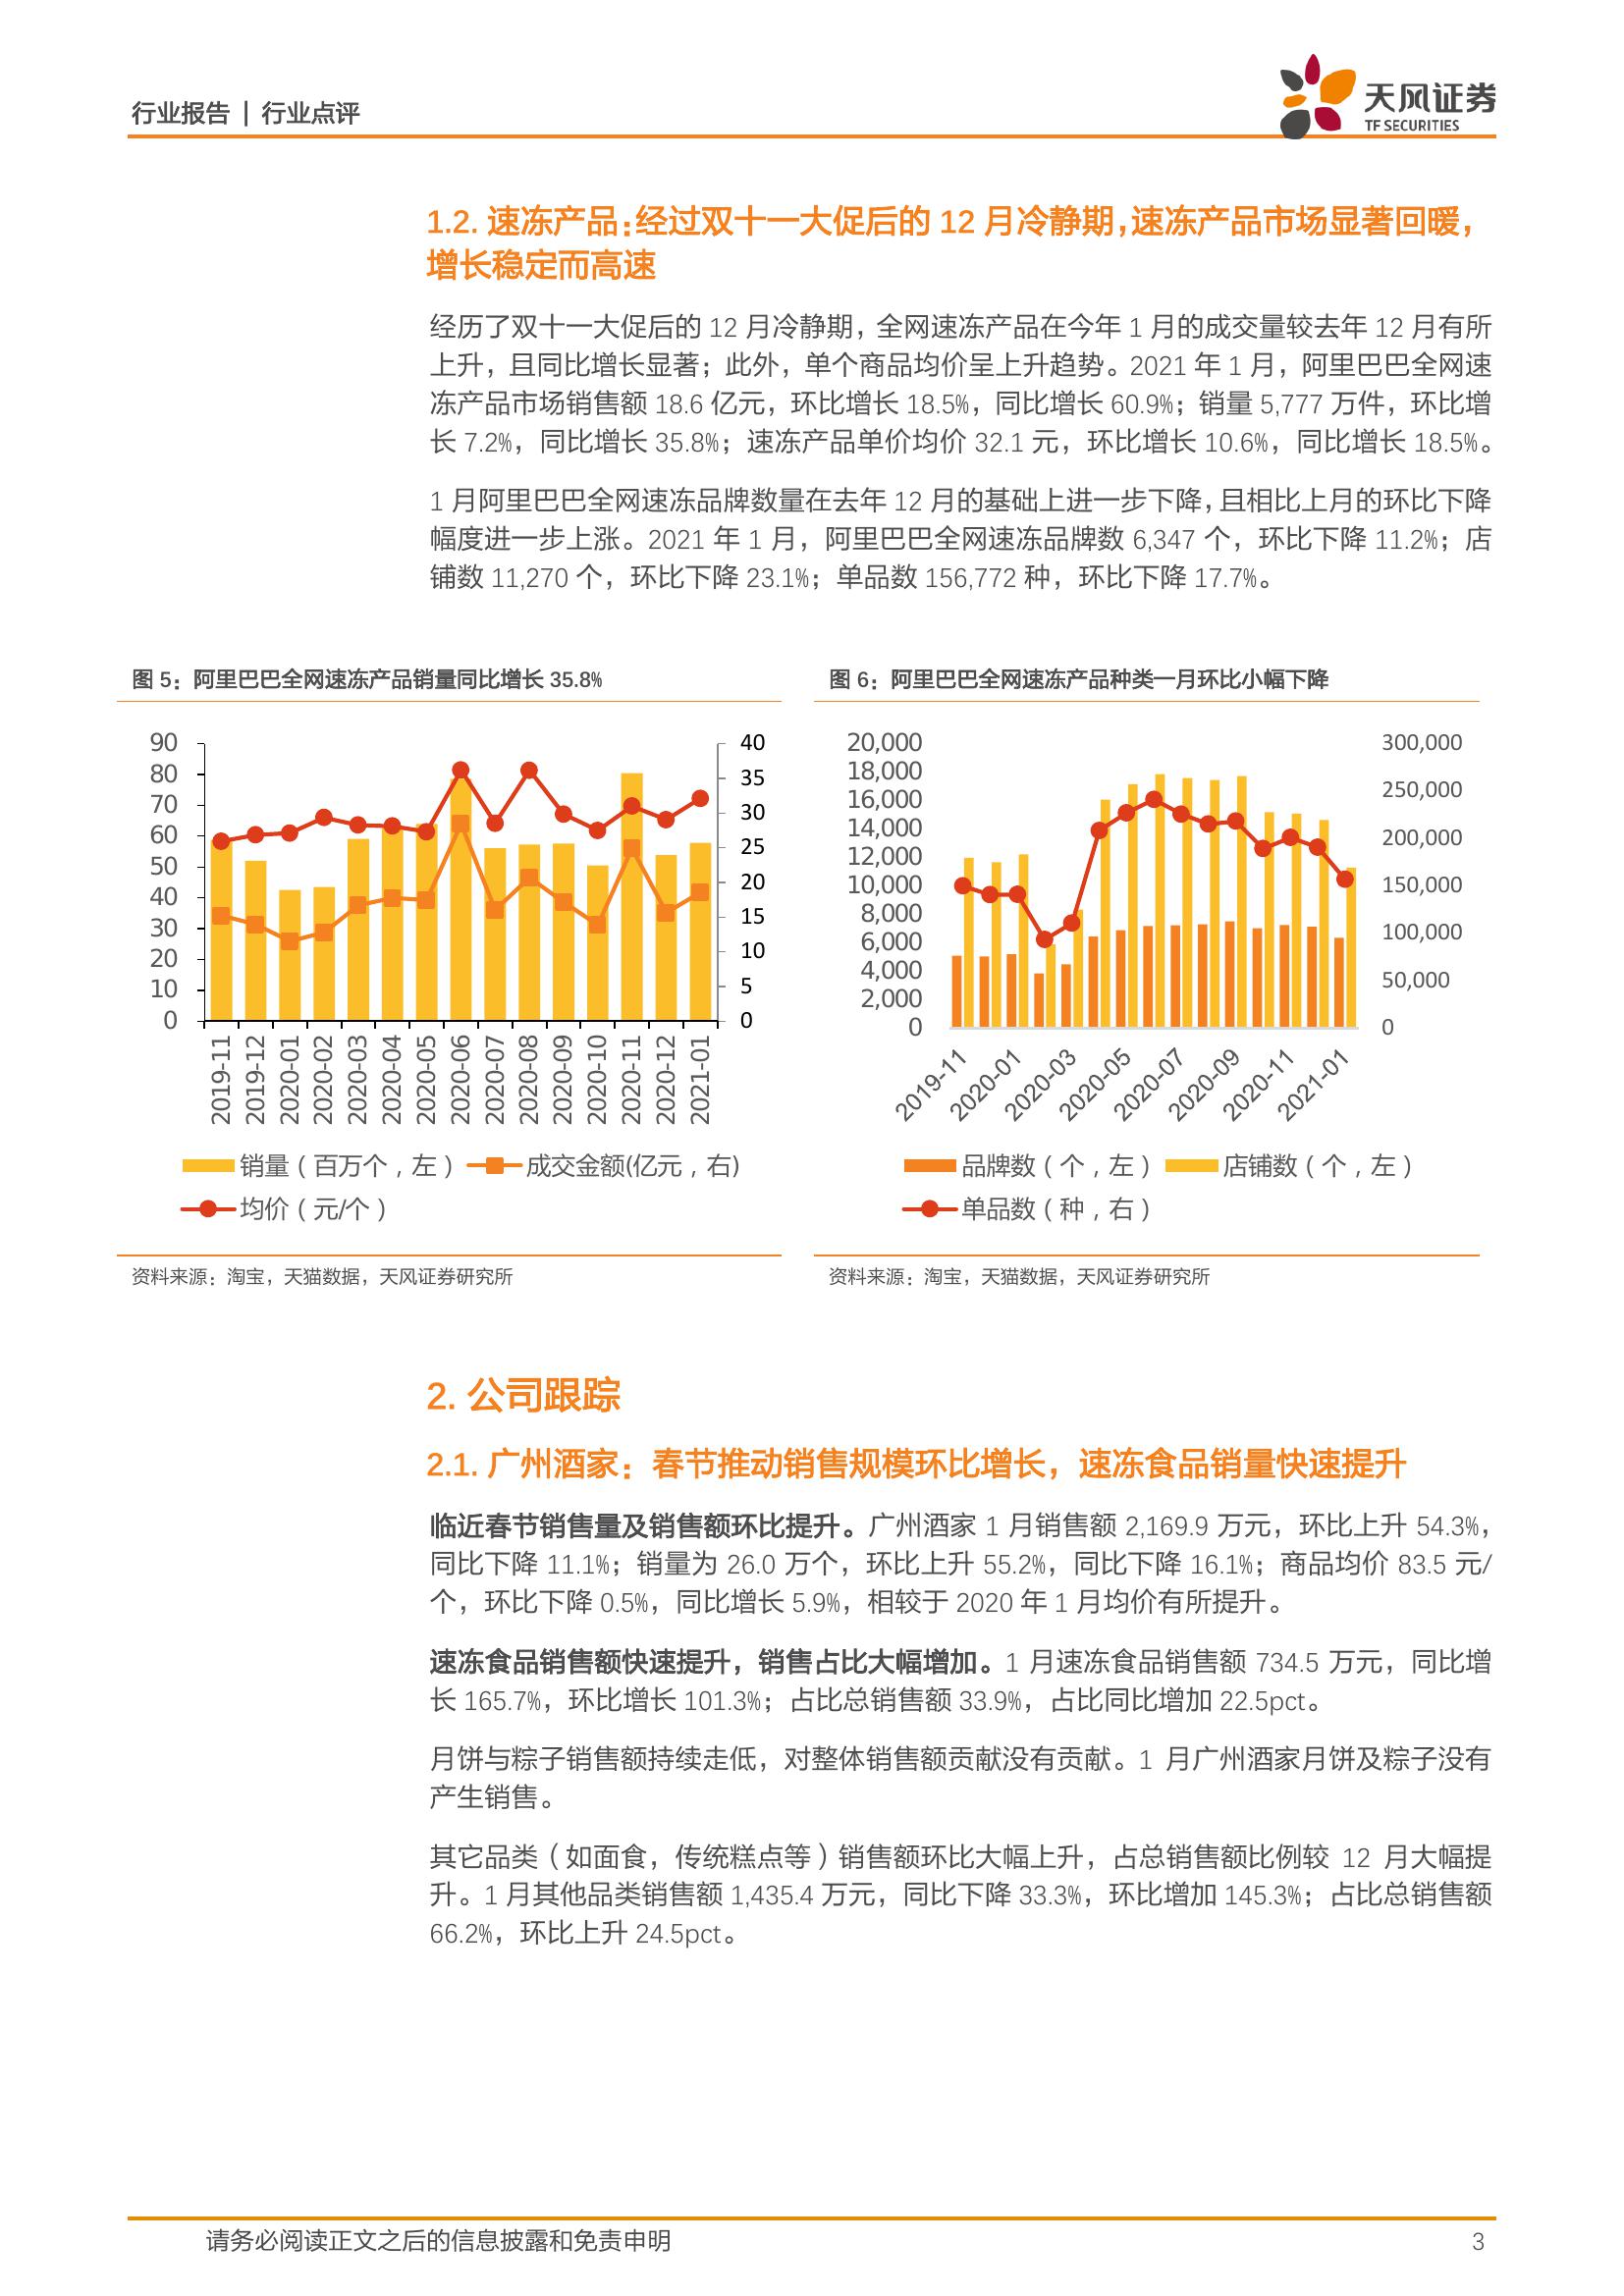 行业报告 | 行业点评
天风证券
TF SECURITIES
1.2. 速冻产品：经过双十一大促后的 12 月冷静期，速冻产品市场显著回暖，
增长稳定而高速
经历了双十一大促后的 12 月冷静期，全网速冻产品在今年 1 月的成交量较去年 12 月有所
上升，且同比增长显著；此外，单个商品均价呈上升趋势。2021 年 1 月，阿里巴巴全网速
冻产品市场销售额 18.6 亿元，环比增长 18.5%，同比增长 60.9%；销量 5,777 万件，环比增
长 7.2%，同比增长 35.8%；速冻产品单价均价 32.1 元，环比增长 10.6%，同比增长 18.5%。
1 月阿里巴巴全网速冻品牌数量在去年 12 月的基础上进一步下降，且相比上月的环比下降
幅度进一步上涨。2021 年 1 月，阿里巴巴全网速冻品牌数 6,347 个，环比下降 11.2%；店
铺数 11,270 个，环比下降 23.1%；单品数 156,772 种，环比下降 17.7%。
图 5：阿里巴巴全网速冻产品销量同比增长 35.8%
90
80
70
60
50
40
30
20
10
0
40
35
30
25
20
15
10
5
0
2019-11
2019-12
2020-01
2020-02
2020-03
2020-04
2020-05
2020-06
2020-07
2020-08
2020-09
2020-10
2020-11
2020-12
2021-01
销量（百万个，左） 成交金额(亿元，右)
均价（元/个）
资料来源：淘宝，天猫数据，天风证券研究所
图 6：阿里巴巴全网速冻产品种类一月环比小幅下降
20,000
18,000
16,000
14,000
12,000
10,000
8,000
6,000
4,000
2,000
0
300,000
250,000
200,000
150,000
100,000
50,000
0
2019-11
2020-01
2020-03
2020-05
2020-07
2020-09
2020-11
2021-01
品牌数（个，左） 店铺数（个，左）
单品数（种，右）
资料来源：淘宝，天猫数据，天风证券研究所
2. 公司跟踪
2.1. 广州酒家：春节推动销售规模环比增长，速冻食品销量快速提升
临近春节销售量及销售额环比提升。广州酒家 1 月销售额 2,169.9 万元，环比上升 54.3%，
同比下降 11.1%；销量为 26.0 万个，环比上升 55.2%，同比下降 16.1%；商品均价 83.5 元/
个，环比下降 0.5%，同比增长 5.9%，相较于 2020 年 1 月均价有所提升。
速冻食品销售额快速提升，销售占比大幅增加。1 月速冻食品销售额 734.5 万元，同比增
长 165.7%，环比增长 101.3%；占比总销售额 33.9%，占比同比增加 22.5pct。
月饼与粽子销售额持续走低，对整体销售额贡献没有贡献。1 月广州酒家月饼及粽子没有
产生销售。
其它品类（如面食，传统糕点等）销售额环比大幅上升，占总销售额比例较 12 月大幅提
升。1 月其他品类销售额 1,435.4 万元，同比下降 33.3%，环比增加 145.3%；占比总销售额
66.2%，环比上升 24.5pct。
请务必阅读正文之后的信息披露和免责申明
3